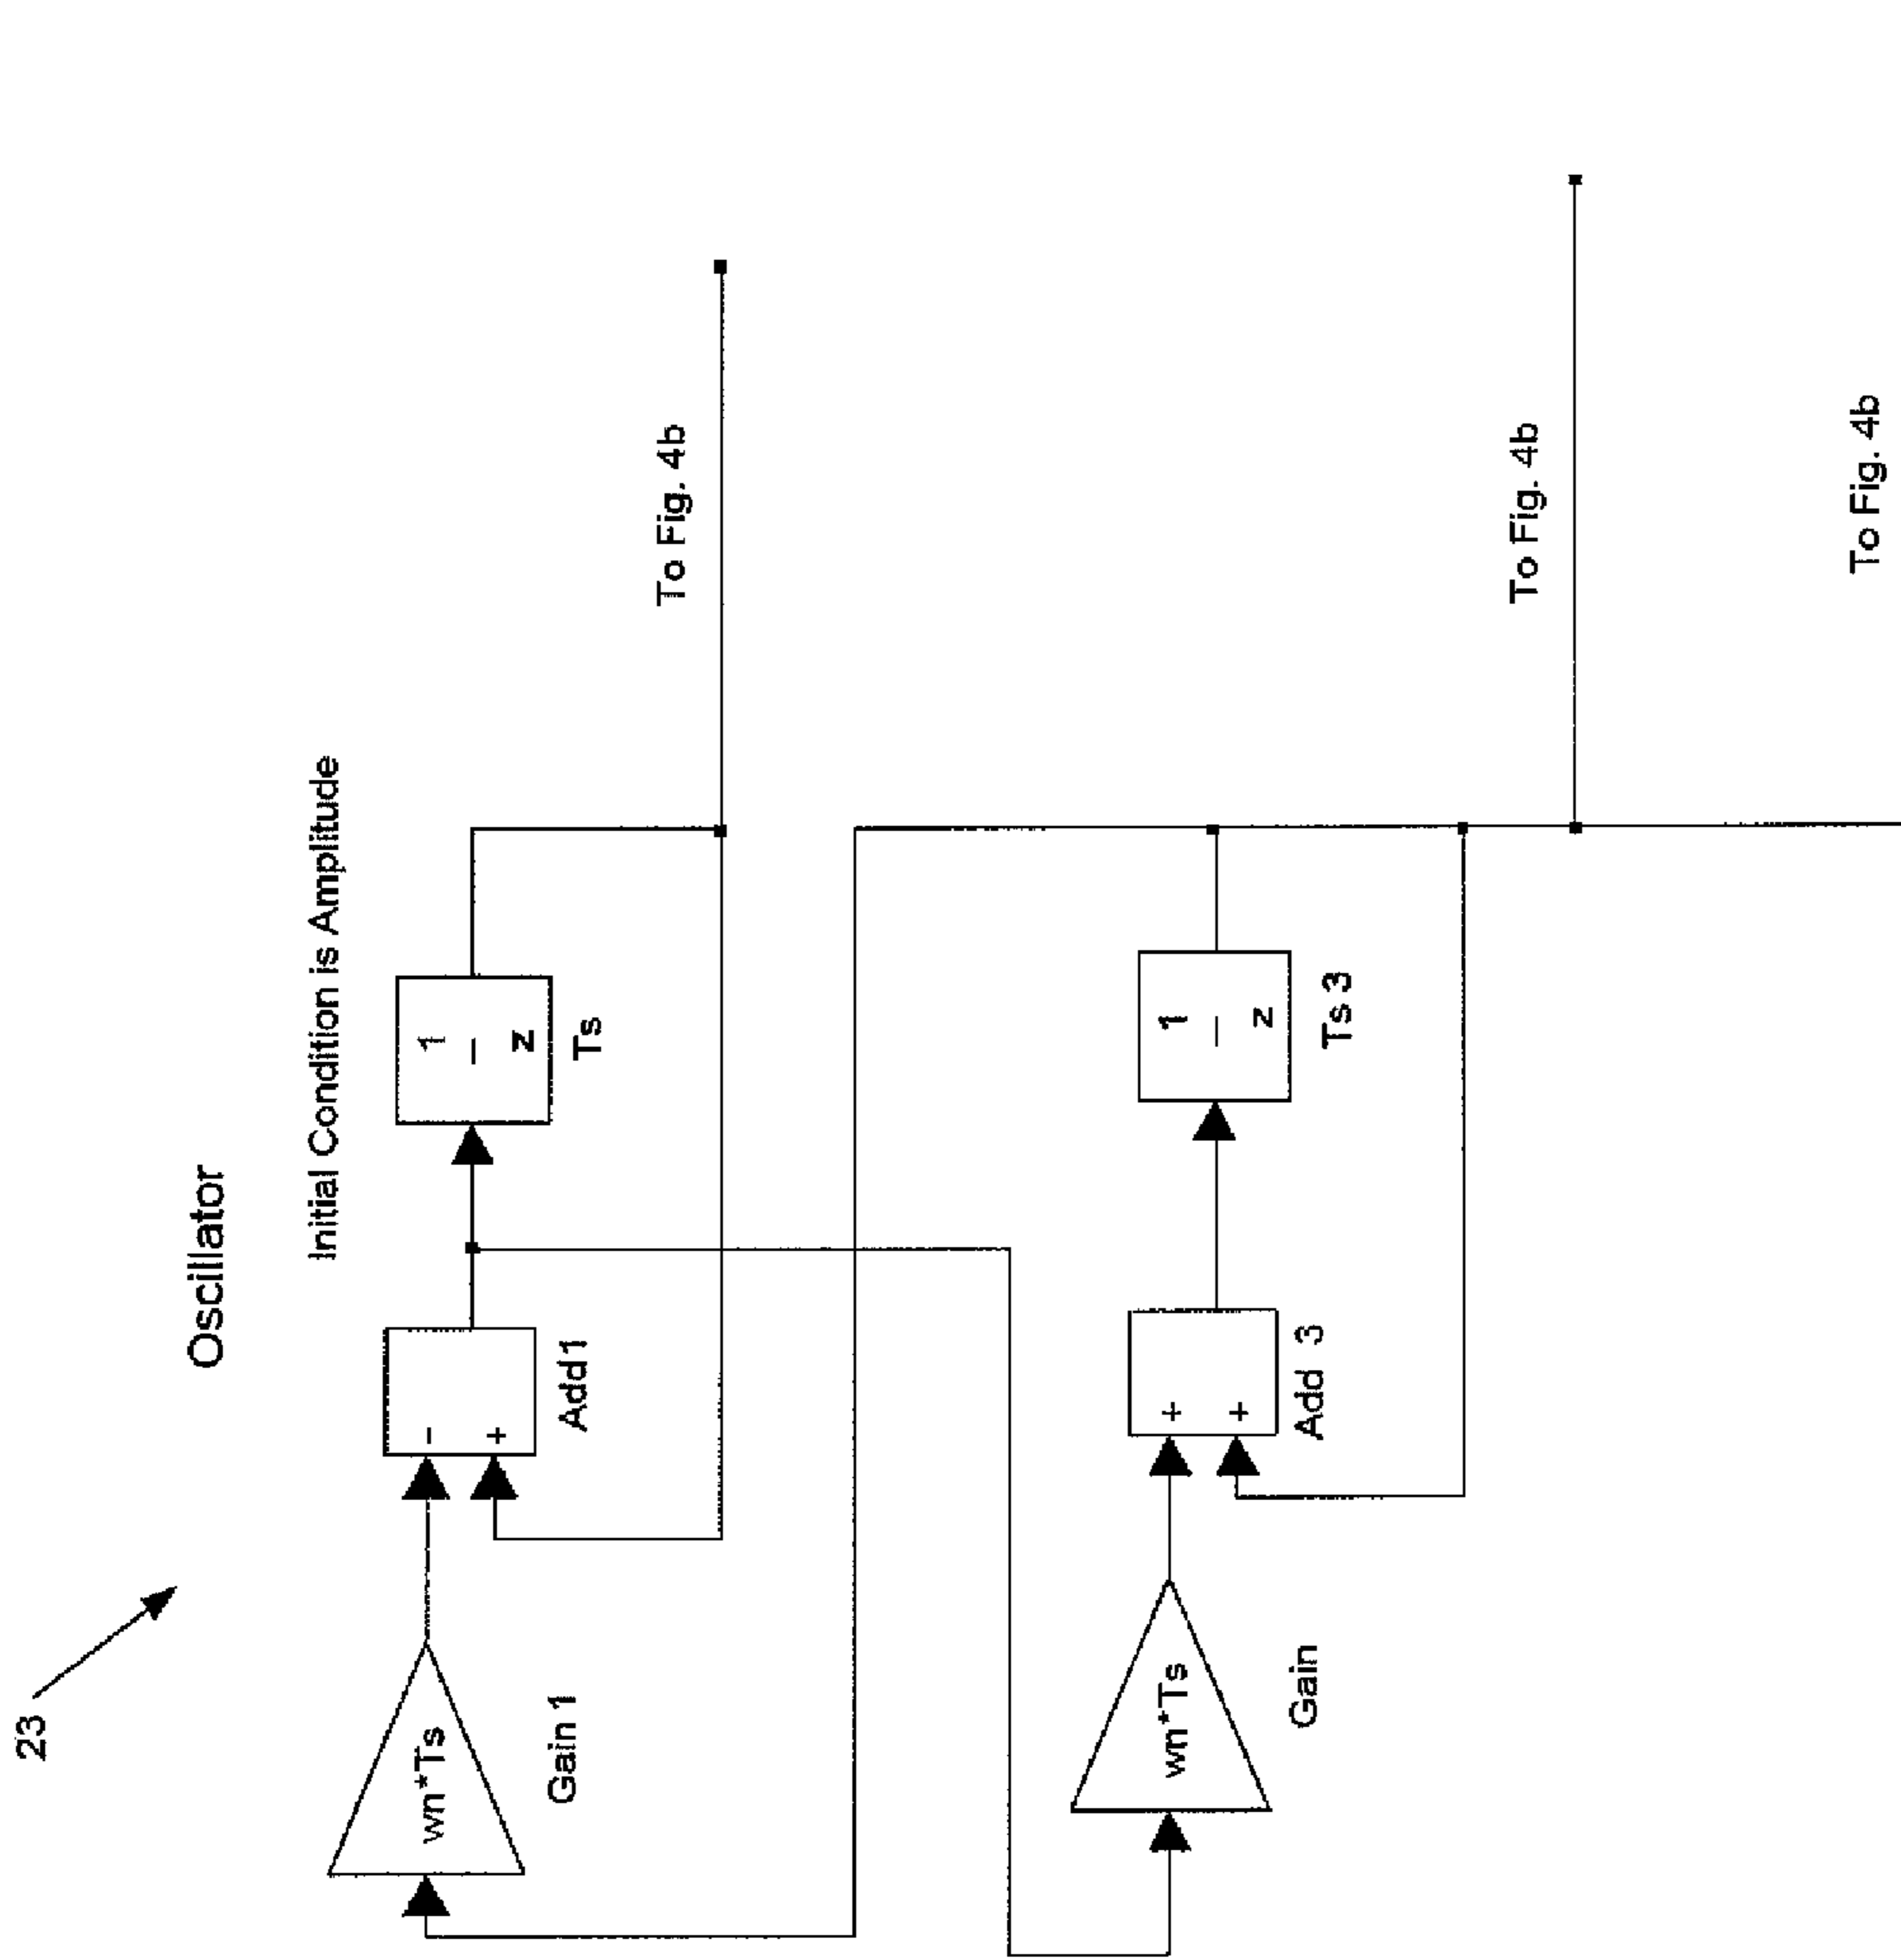 23
Oscillator
Initial Condition is Amplitude
wn*Ts
Gain 1
-
+
Add1
1
z
Ts
To Fig. 4b
wn*Ts
Gain
+
+
Add 3
1
z
Ts 3
To Fig. 4b
To Fig. 4b